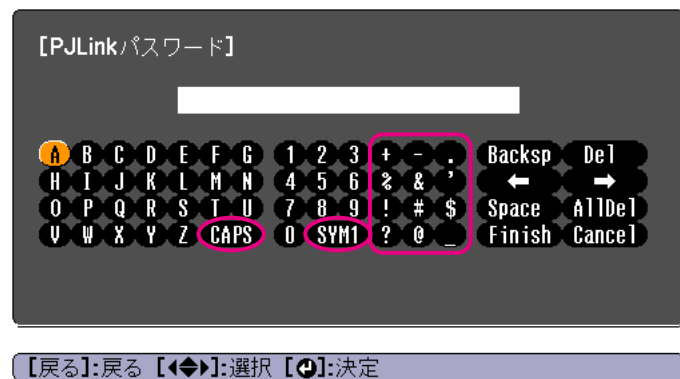 [PJLinkパスワード]
A B C D E F G 1 2 3 + - . Backsp Del
H I J K L M N 4 5 6 % & ' ← →
O P Q R S T U 7 8 9 ! # $ Space AllDel
V W X Y Z CAPS 0 SYM1 ? @ _ Finish Cancel
[戻る]:戻る [◀◆▶]:選択 [⏎]:決定